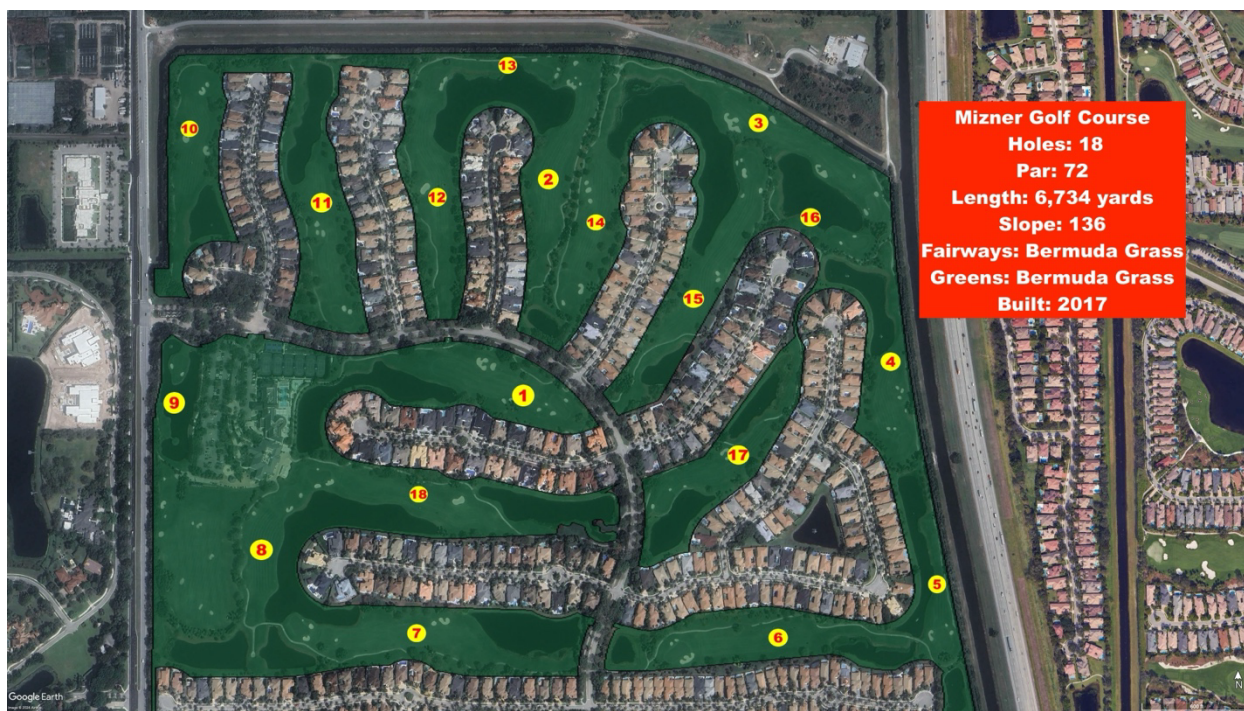 13
10
3
2
11
12
14
16
15
4
1
9
17
18
8
5
7
6
Mizner Golf Course
Holes: 18
Par: 72
Length: 6,734 yards
Slope: 136
Fairways: Bermuda Grass
Greens: Bermuda Grass
Built: 2017
Google Earth
N